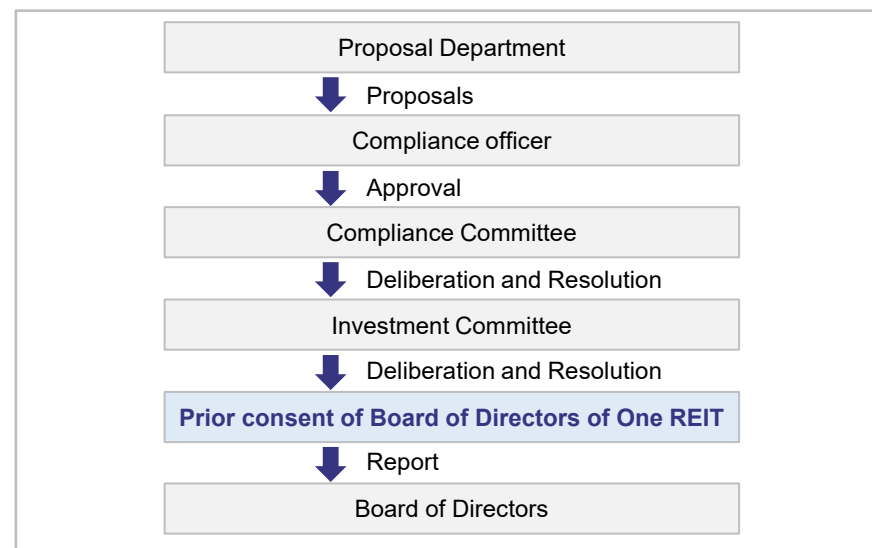 Proposal Department
Proposals
Compliance officer
Approval
Compliance Committee
Deliberation and Resolution
Investment Committee
Deliberation and Resolution
Prior consent of Board of Directors of One REIT
Report
Board of Directors